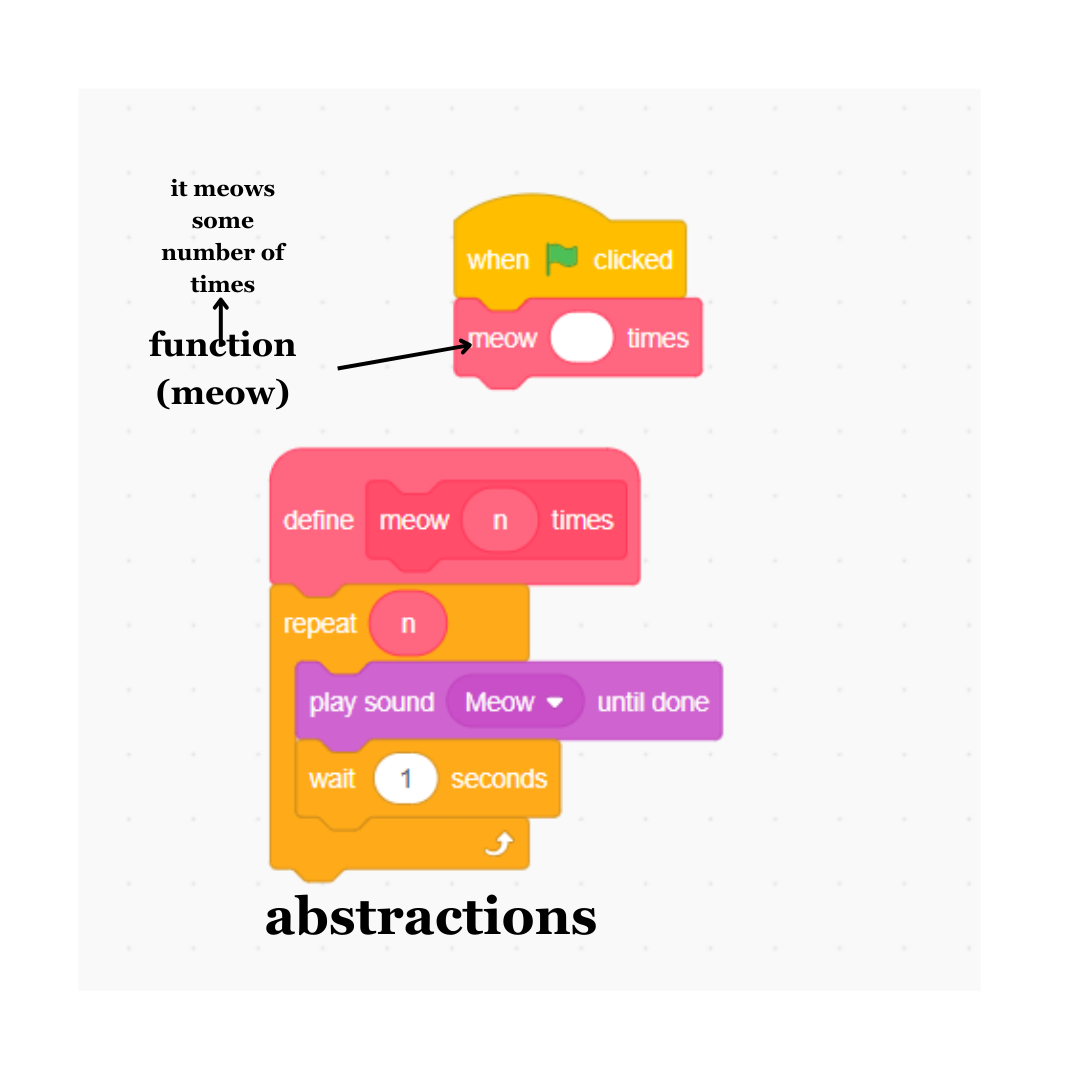 it meows
some
number of
times
function
(meow)
when clicked
meow times
define meow n times
repeat n
play sound Meow until done
wait 1 seconds
abstractions